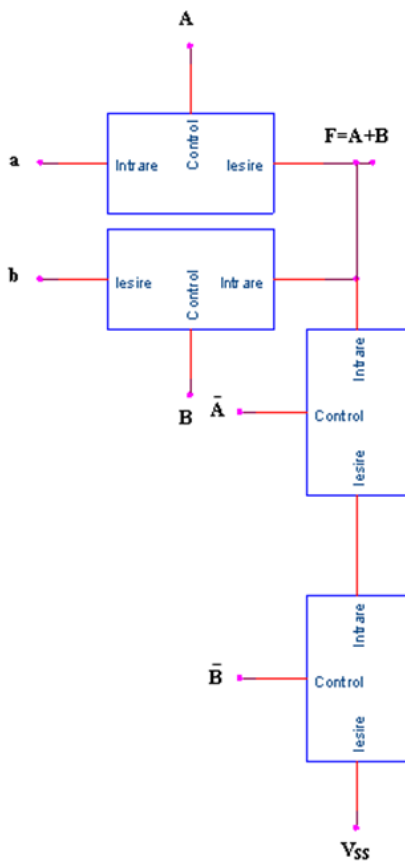 A
F=A+B
a
Intrare
Control
Iesire
b
Iesire
Control
Intrare
B
Ā
Intrare
Control
Iesire
B̄
Intrare
Control
Iesire
VSS